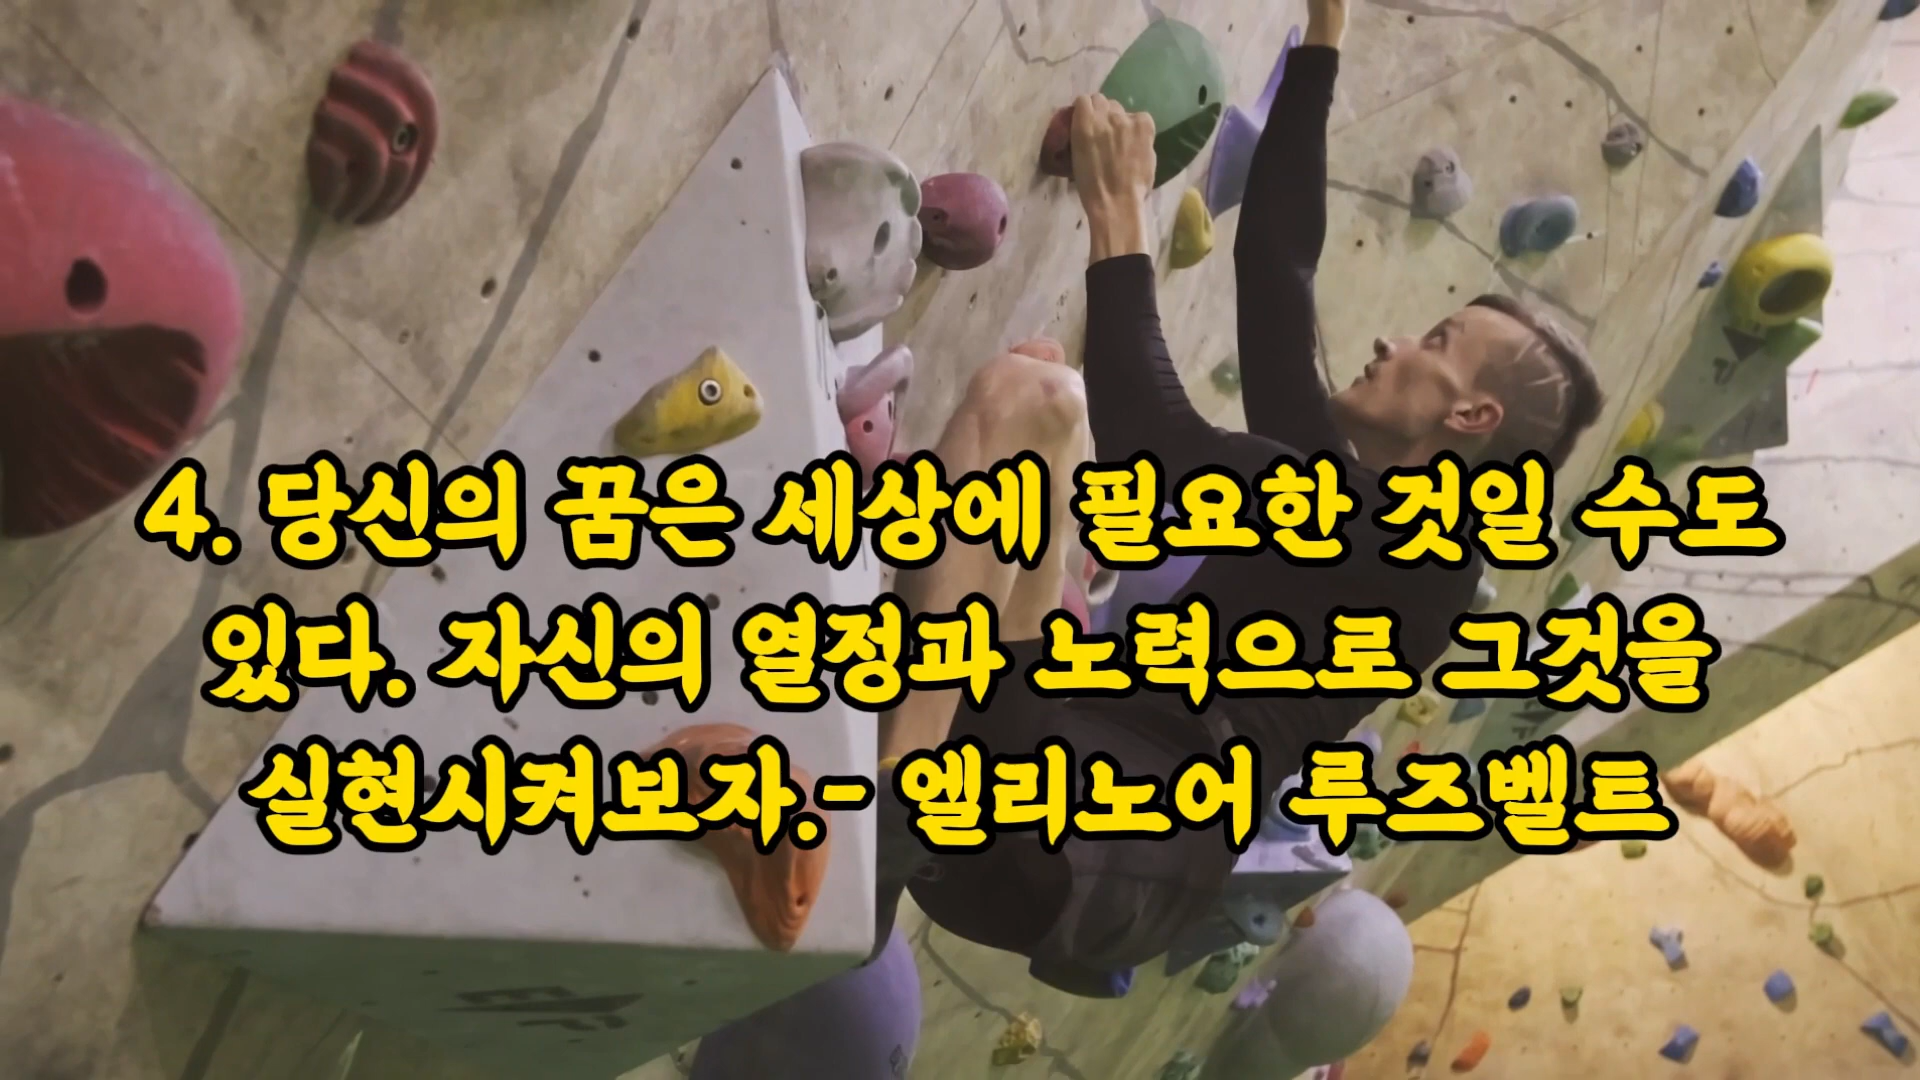 4. 당신의 꿈은 세상에 필요한 것일 수도
있다. 자신의 열정과 노력으로 그것을
실현시켜보자.- 엘리노어 루즈벨트